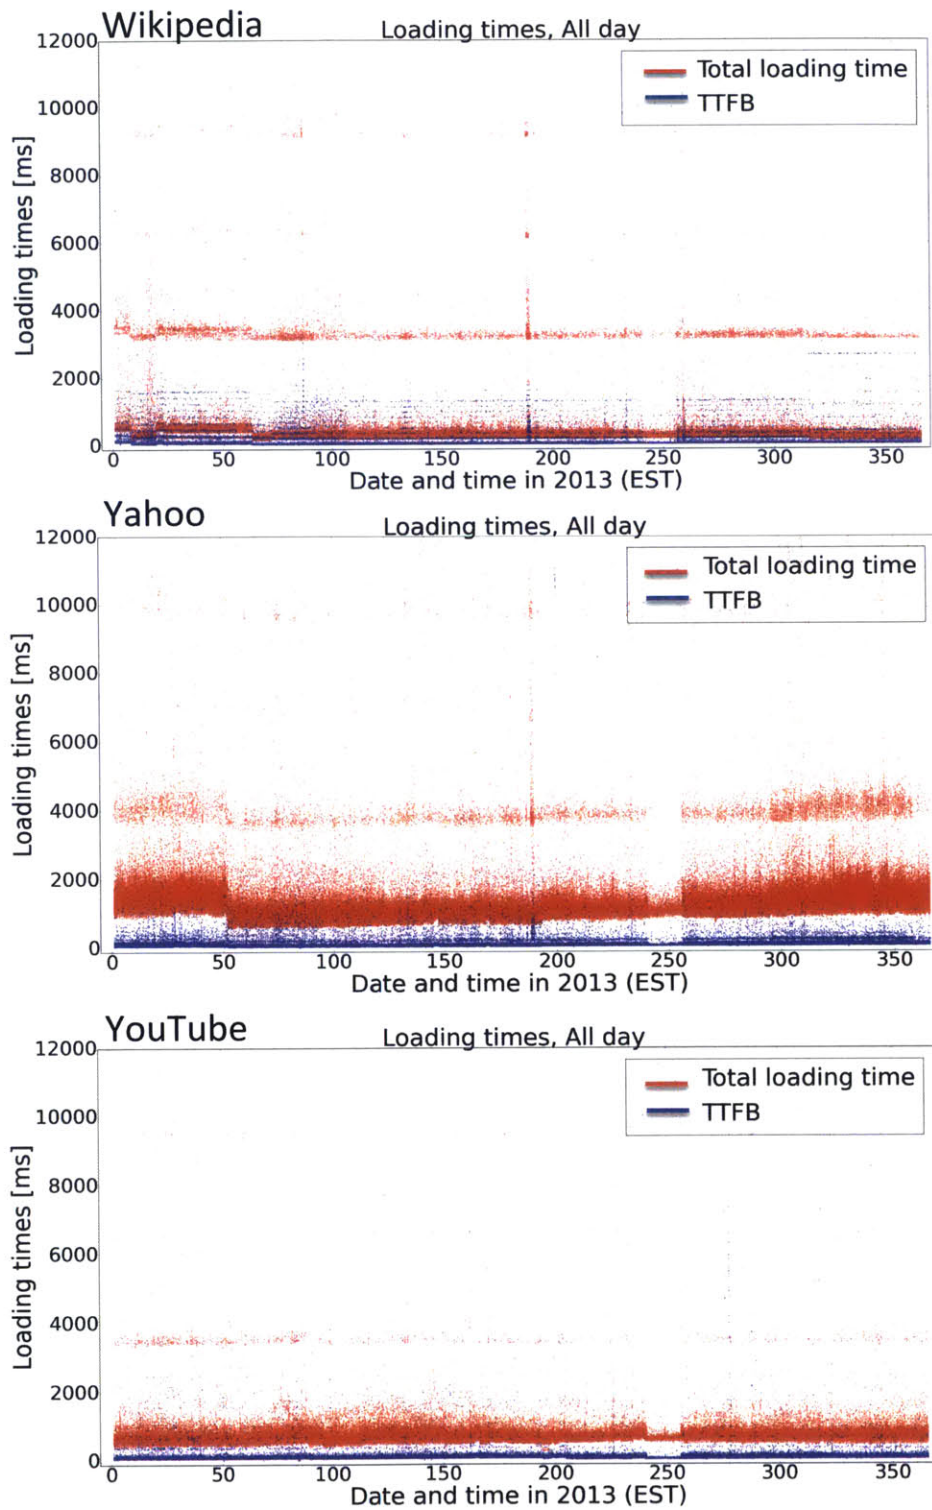 Wikipedia
Loading times, All day
Total loading time
TTFB
Loading times [ms]
12000
10000
8000
6000
4000
2000
0
0 50 100 150 200 250 300 350
Date and time in 2013 (EST)
Yahoo
Loading times, All day
Total loading time
TTFB
Loading times [ms]
12000
10000
8000
6000
4000
2000
0
0 50 100 150 200 250 300 350
Date and time in 2013 (EST)
YouTube
Loading times, All day
Total loading time
TTFB
Loading times [ms]
12000
10000
8000
6000
4000
2000
0
0 50 100 150 200 250 300 350
Date and time in 2013 (EST)